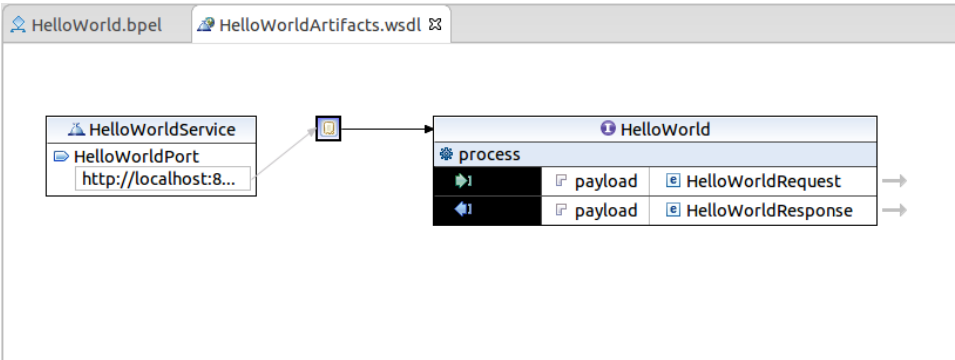 HelloWorld.bpel
HelloWorldArtifacts.wsdl
HelloWorldService
HelloWorldPort
http://localhost:8...
HelloWorld
process
payload HelloWorldRequest
payload HelloWorldResponse